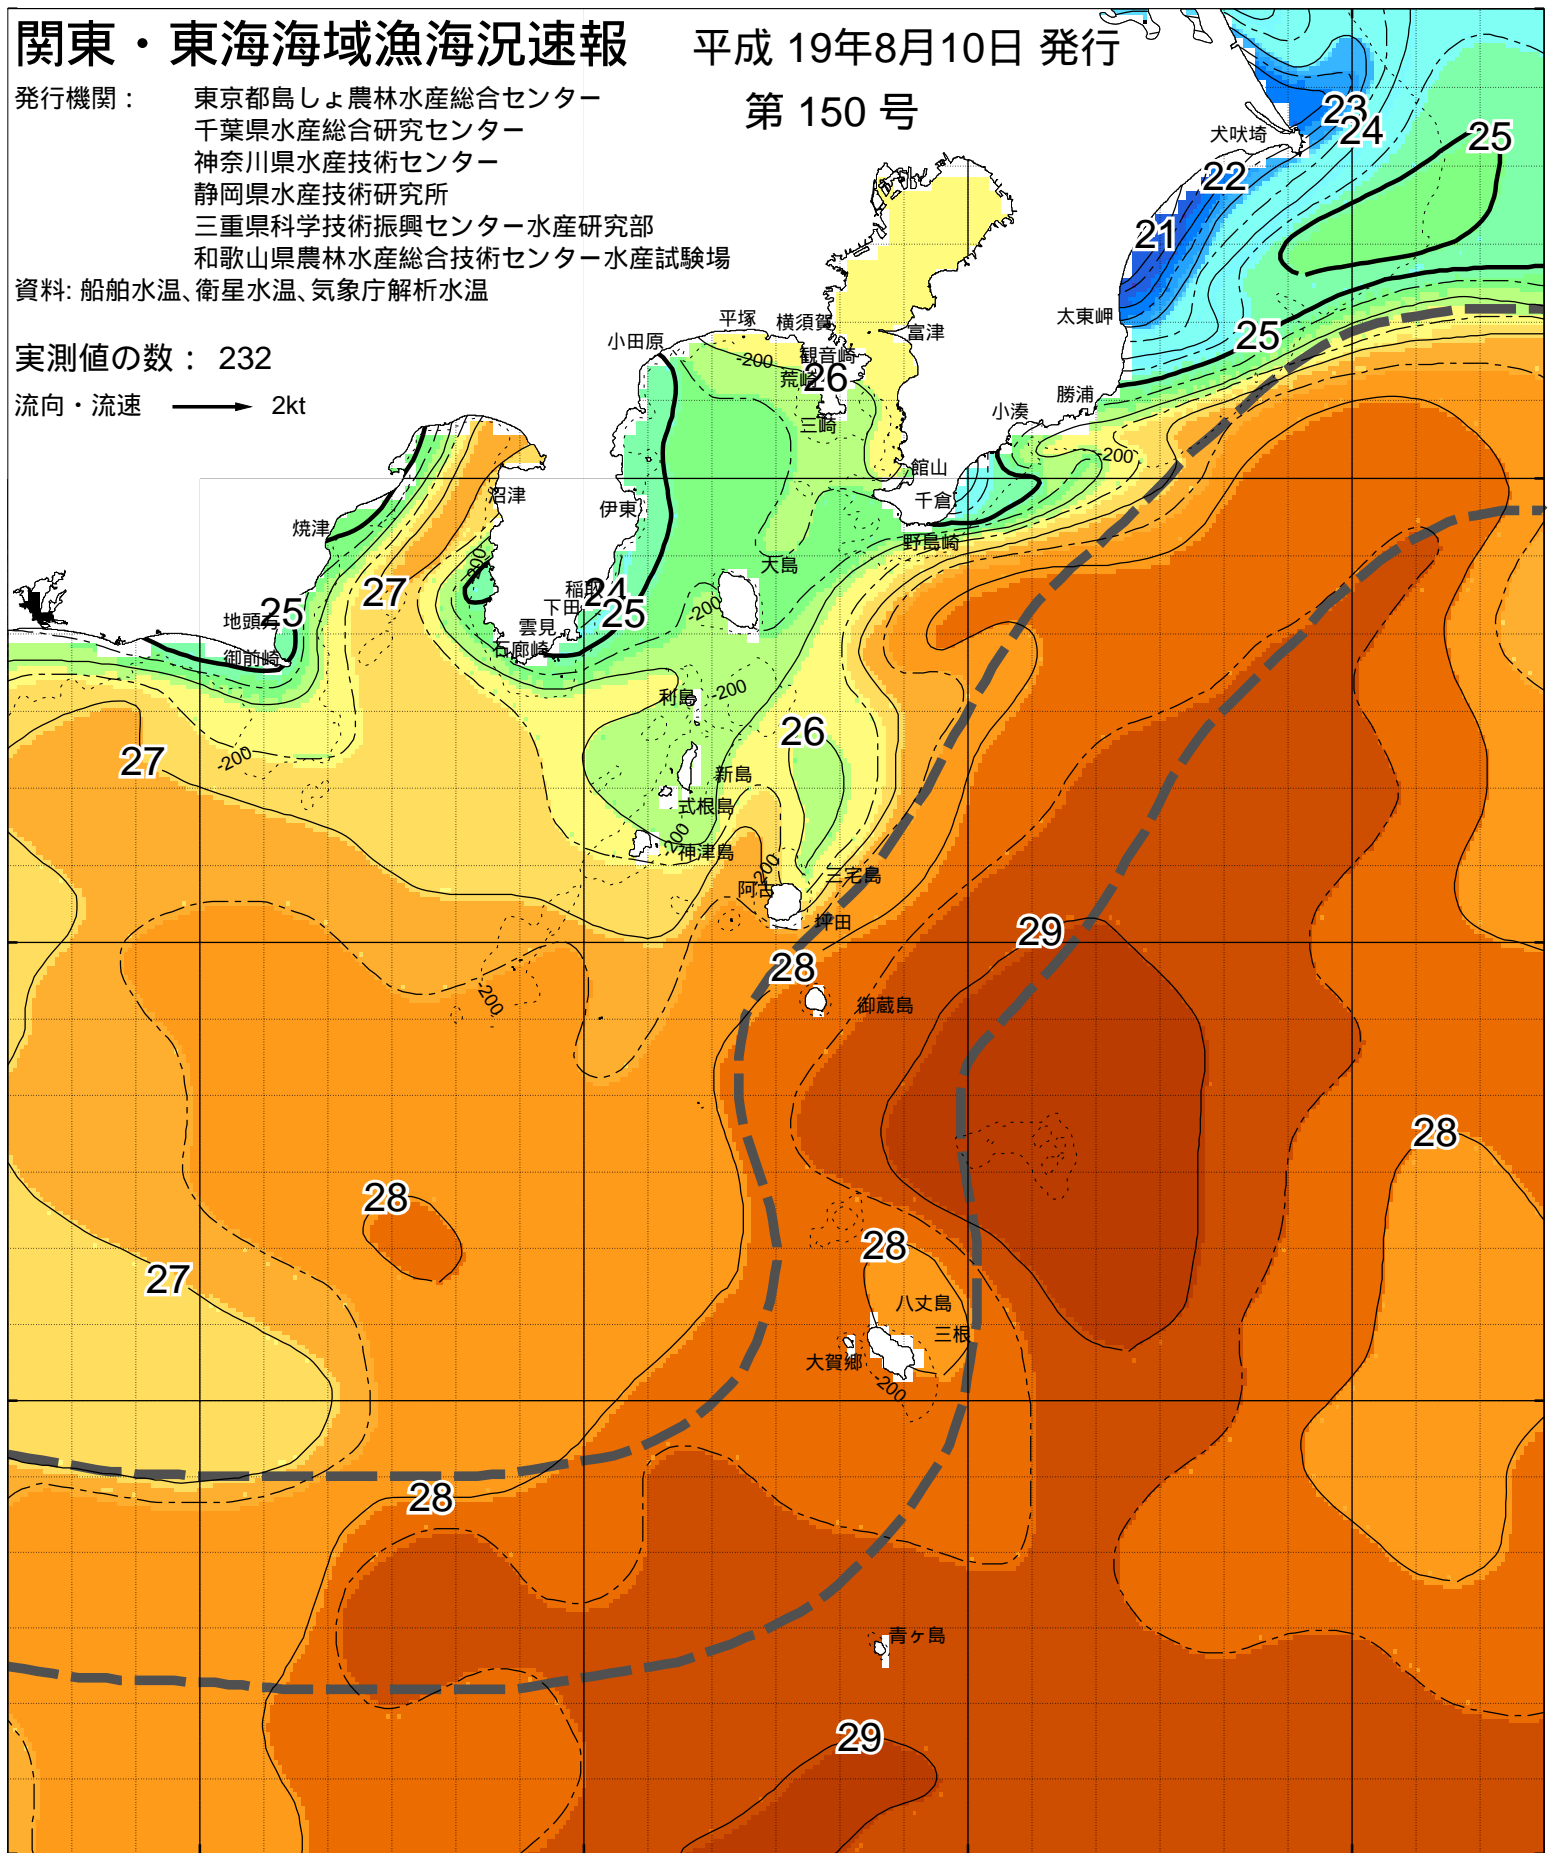 関東・東海海域漁海況速報
平成 19年8月10日 発行
第 150 号
発行機関： 東京都島しょ農林水産総合センター
千葉県水産総合研究センター
神奈川県水産技術センター
静岡県水産技術研究所
三重県科学技術振興センター水産研究部
和歌山県農林水産総合技術センター水産試験場
資料: 船舶水温、衛星水温、気象庁解析水温
実測値の数： 232
流向・流速 2kt
23
24
25
犬吠埼
22
21
太東岬
25
平塚
横須賀
富津
小田原
観音崎
-200
荒崎
26
三崎
勝浦
小湊
-200
館山
千倉
野島崎
沼津
伊東
焼津
-200
大島
27
稲取
24
下田
25
-200
25
地頭方
雲見
石廊崎
御前崎
利島
-200
26
27
-200
新島
式根島
-200
神津島
-200
三宅島
阿古
坪田
29
28
-200
御蔵島
28
28
28
27
八丈島
三根
大賀郷
-200
28
青ヶ島
29